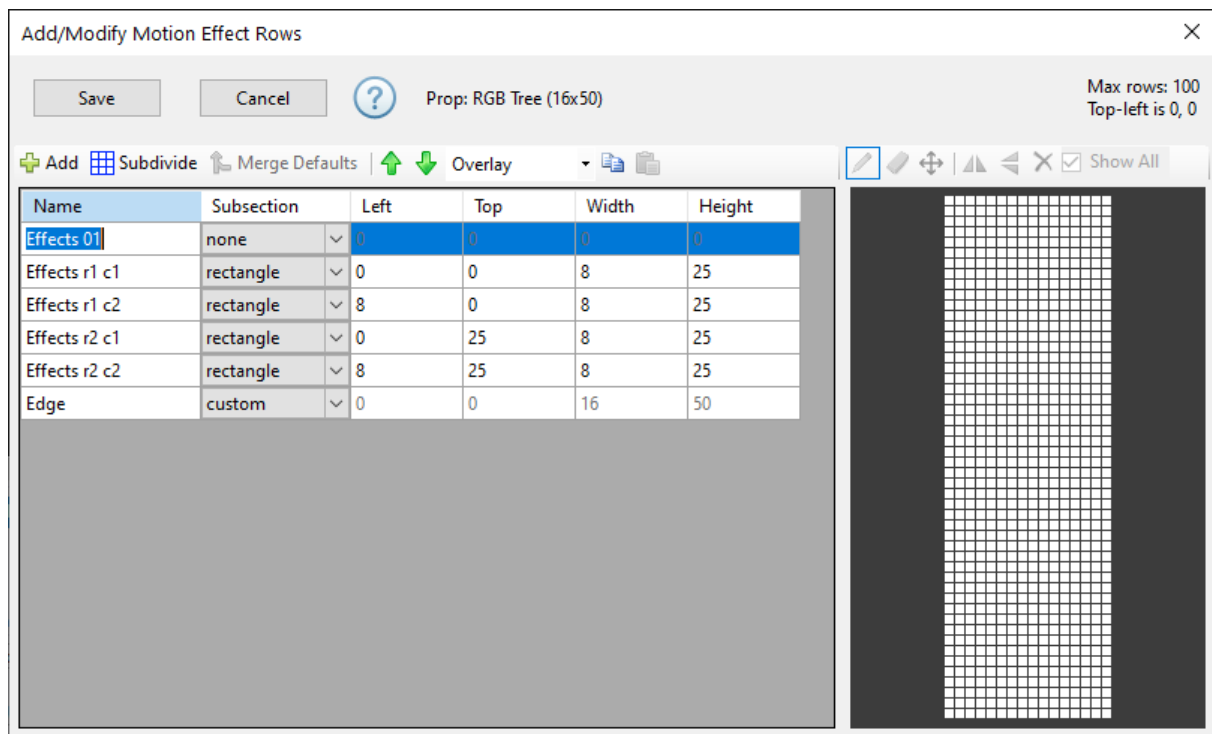 Add/Modify Motion Effect Rows
Save Cancel ? Prop: RGB Tree (16x50) Max rows: 100
Top-left is 0, 0
Add Subdivide Merge Defaults Overlay Show All
Name Subsection Left Top Width Height
Effects 01 none 0 0 0 0
Effects r1 c1 rectangle 0 0 8 25
Effects r1 c2 rectangle 8 0 8 25
Effects r2 c1 rectangle 0 25 8 25
Effects r2 c2 rectangle 8 25 8 25
Edge custom 0 0 16 50